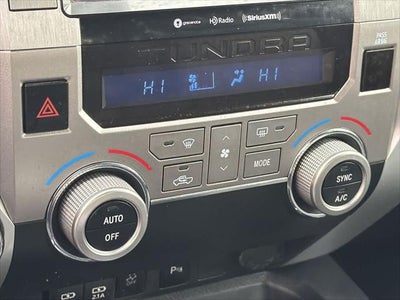 gracenote HD Radio SiriusXM
TUNDRA
PASS
AIR BAG
HI HI
MODE
AUTO
OFF
SYNC
A/C
2.1A
P